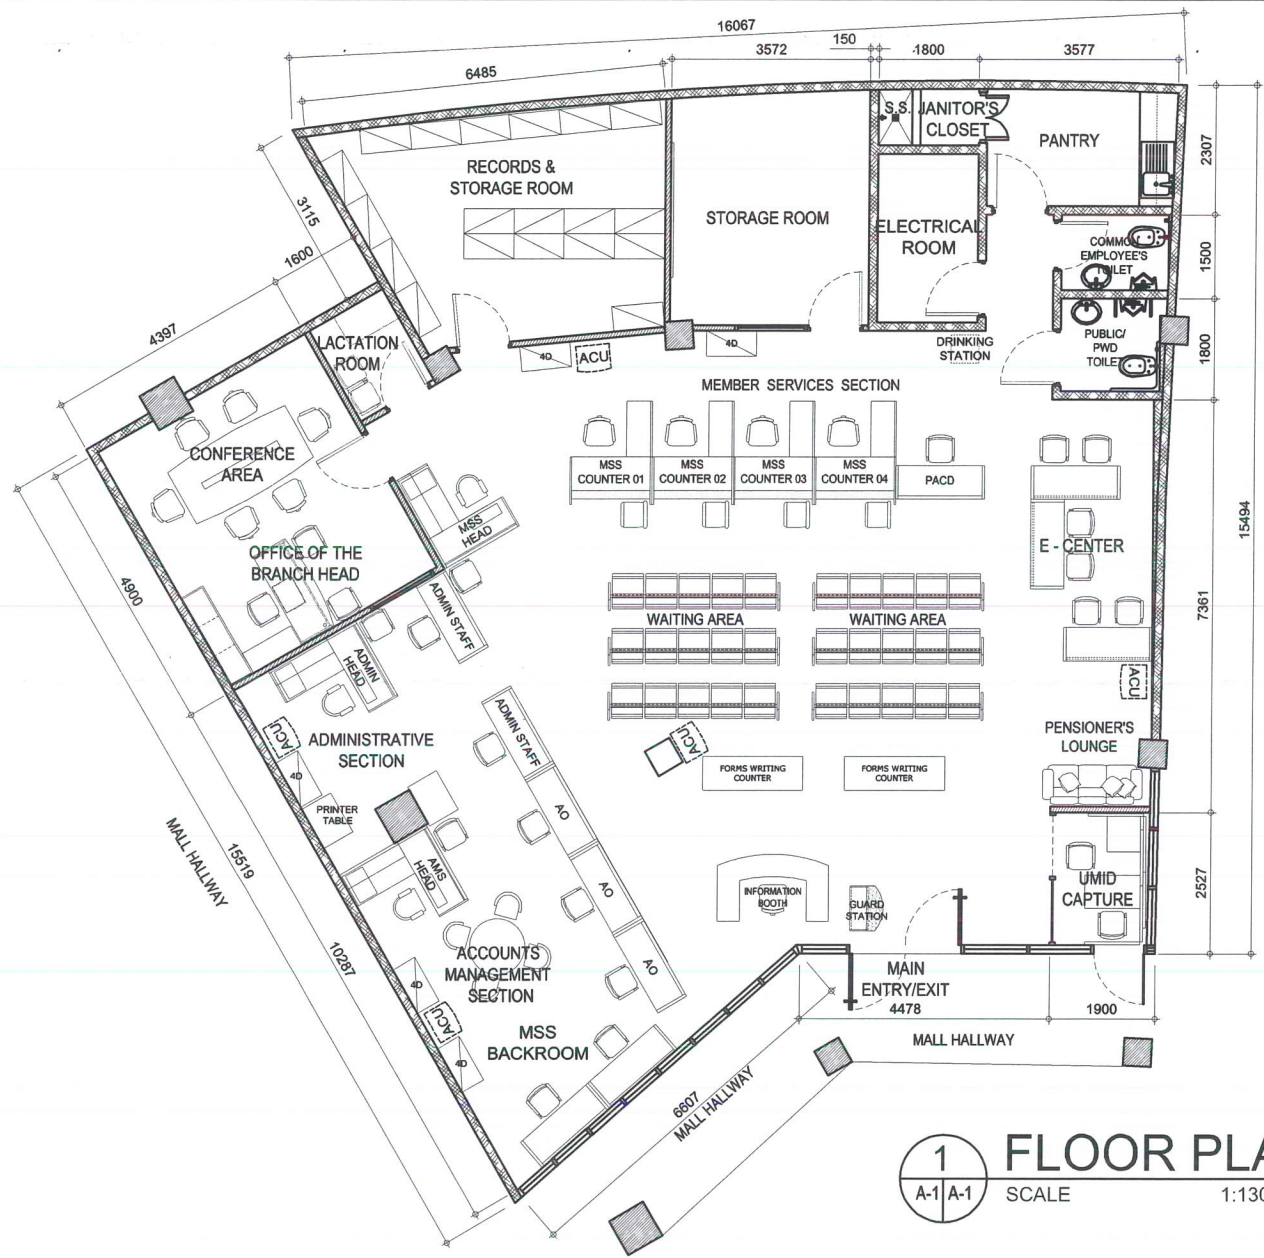 16067
6485
3572
150
1800
3577
S.S.
JANITOR'S
CLOSET
PANTRY
2307
RECORDS &
STORAGE ROOM
3115
STORAGE ROOM
ELECTRICAL
ROOM
COMMON
EMPLOYEE'S
TOILET
1500
1600
4397
LACTATION
ROOM
4D
ACU
4D
DRINKING
STATION
PUBLIC/
PWD
TOILET
1800
MEMBER SERVICES SECTION
CONFERENCE
AREA
MSS
COUNTER 01
MSS
COUNTER 02
MSS
COUNTER 03
MSS
COUNTER 04
PACD
MSS
HEAD
15494
OFFICE OF THE
BRANCH HEAD
E - CENTER
4900
ADMIN STAFF
7361
WAITING AREA
WAITING AREA
ADMIN
HEAD
ACU
ADMINISTRATIVE
SECTION
ACU
ADMIN STAFF
ACU
PENSIONER'S
LOUNGE
4D
FORMS WRITING
COUNTER
FORMS WRITING
COUNTER
PRINTER
TABLE
AO
MALL HALLWAY
15519
AMS
HEAD
AO
INFORMATION
BOOTH
GUARD
STATION
UMID
CAPTURE
2527
10287
ACCOUNTS
MANAGEMENT
SECTION
AO
4D
ACU
MAIN
ENTRY/EXIT
4478
1900
MSS
BACKROOM
4D
MALL HALLWAY
6607
MALL HALLWAY
1
A-1 A-1
FLOOR PLA
SCALE 1:130